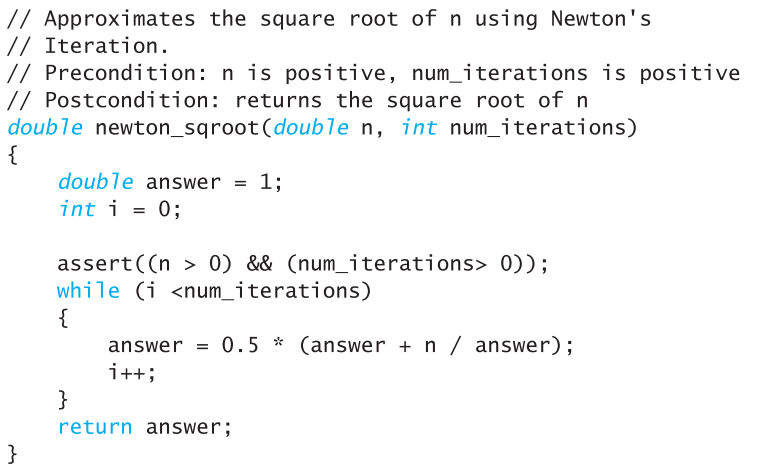 // Approximates the square root of n using Newton's
// Iteration.
// Precondition: n is positive, num_iterations is positive
// Postcondition: returns the square root of n
double newton_sqroot(double n, int num_iterations)
{
    double answer = 1;
    int i = 0;

    assert((n > 0) && (num_iterations> 0));
    while (i <num_iterations)
    {
        answer = 0.5 * (answer + n / answer);
        i++;
    }
    return answer;
}